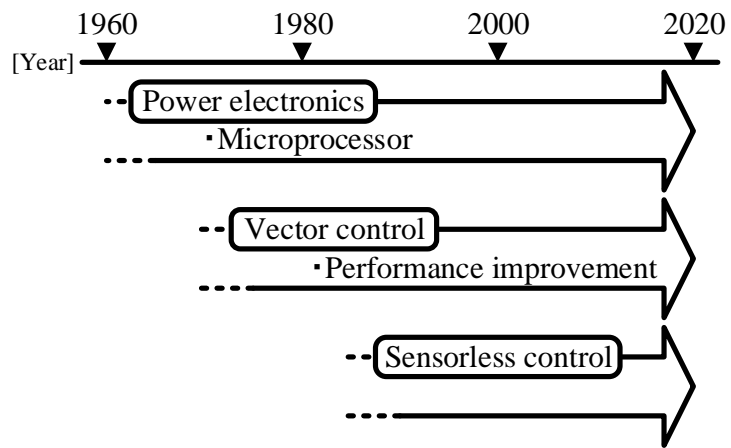 1960 1980 2000 2020
[Year]
Power electronics
・Microprocessor
Vector control
・Performance improvement
Sensorless control